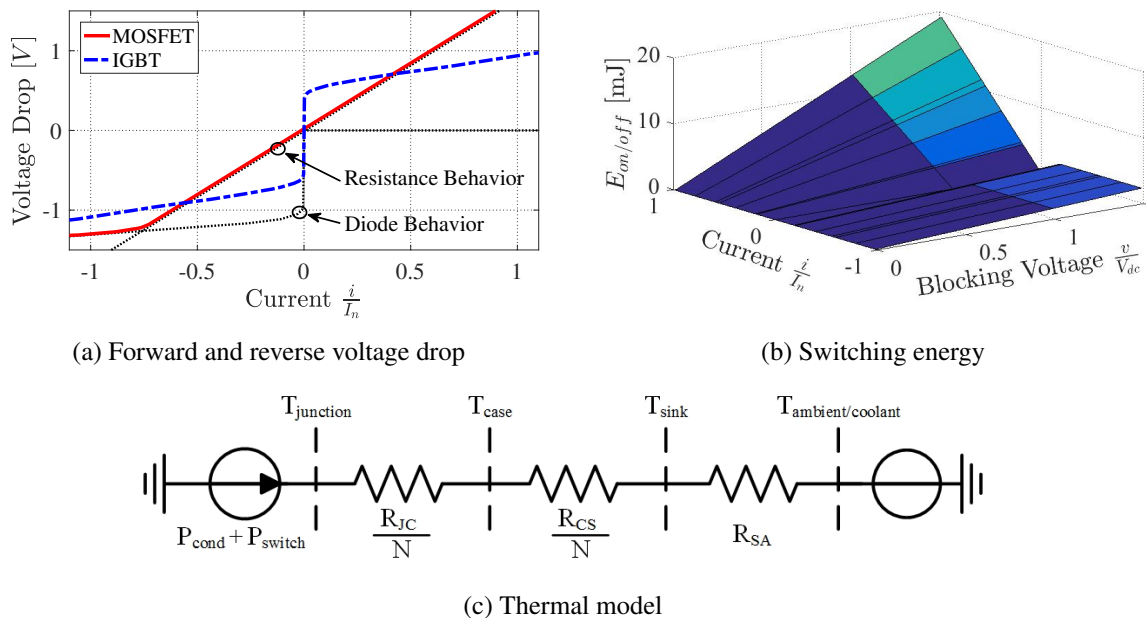 MOSFET
IGBT
Voltage Drop [V]
1
0
-1
Resistance Behavior
Diode Behavior
-1 -0.5 0 0.5 1
Current i/I_n
(a) Forward and reverse voltage drop
E_on/off [mJ]
20
10
0
1
0
-1
Current i/I_n
0
0.5
1
Blocking Voltage v/V_dc
(b) Switching energy
T_junction T_case T_sink T_ambient/coolant
P_cond + P_switch
R_JC/N
R_CS/N
R_SA
(c) Thermal model